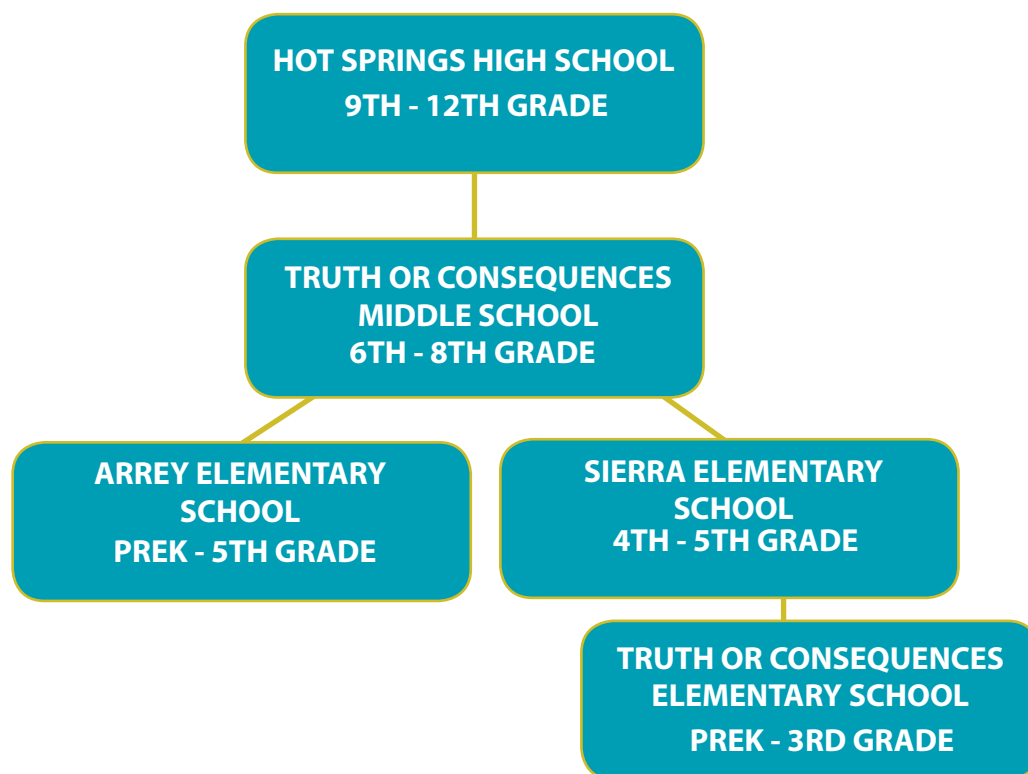 HOT SPRINGS HIGH SCHOOL
9TH - 12TH GRADE
TRUTH OR CONSEQUENCES
MIDDLE SCHOOL
6TH - 8TH GRADE
ARREY ELEMENTARY
SCHOOL
PREK - 5TH GRADE
SIERRA ELEMENTARY
SCHOOL
4TH - 5TH GRADE
TRUTH OR CONSEQUENCES
ELEMENTARY SCHOOL
PREK - 3RD GRADE